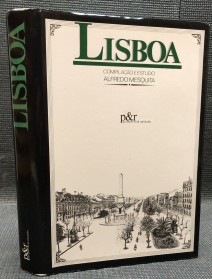 LISBOA
COMPILAÇÃO E ESTUDO
ALFREDO MESQUITA
p&r
LISBOA
p&r